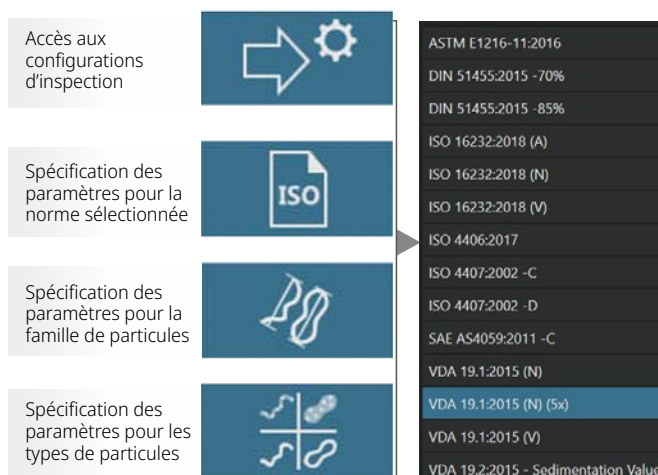 Accès aux
configurations
d'inspection
Spécification des
paramètres pour la
norme sélectionnée
ISO
Spécification des
paramètres pour la
famille de particules
Spécification des
paramètres pour les
types de particules
ASTM E1216-11:2016
DIN 51455:2015 -70%
DIN 51455:2015 -85%
ISO 16232:2018 (A)
ISO 16232:2018 (N)
ISO 16232:2018 (V)
ISO 4406:2017
ISO 4407:2002 -C
ISO 4407:2002 -D
SAE AS4059:2011 -C
VDA 19.1:2015 (N)
VDA 19.1:2015 (N) (5x)
VDA 19.1:2015 (V)
VDA 19.2:2015 - Sedimentation Value